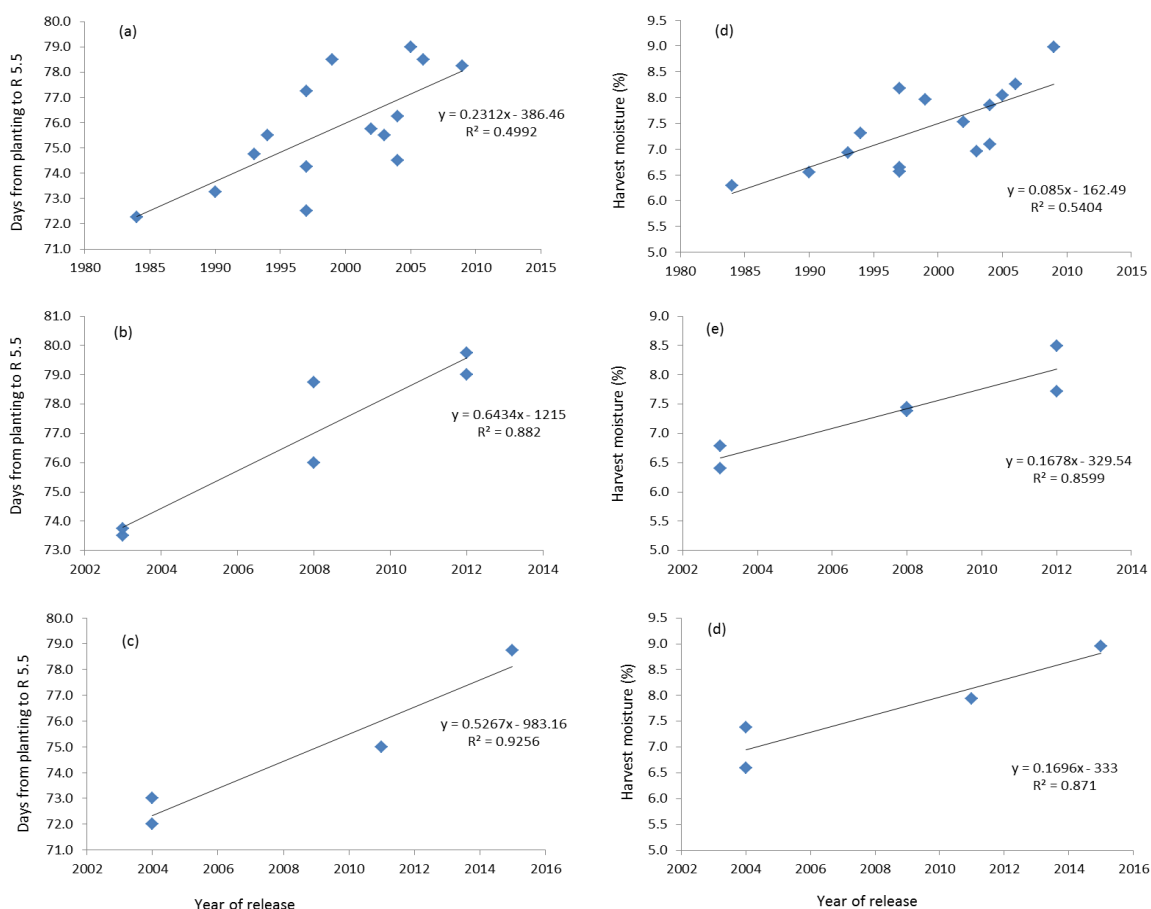 (a)
Days from planting to R 5.5
80.0
79.0
78.0
77.0
76.0
75.0
74.0
73.0
72.0
71.0
y = 0.2312x - 386.46
R² = 0.4992
1980 1985 1990 1995 2000 2005 2010 2015
(d)
Harvest moisture (%)
9.5
9.0
8.5
8.0
7.5
7.0
6.5
6.0
5.5
5.0
y = 0.085x - 162.49
R² = 0.5404
1980 1985 1990 1995 2000 2005 2010 2015
(b)
Days from planting to R 5.5
81.0
80.0
79.0
78.0
77.0
76.0
75.0
74.0
73.0
y = 0.6434x - 1215
R² = 0.882
2002 2004 2006 2008 2010 2012 2014
(e)
Harvest moisture (%)
9.0
8.5
8.0
7.5
7.0
6.5
6.0
5.5
5.0
y = 0.1678x - 329.54
R² = 0.8599
2002 2004 2006 2008 2010 2012 2014
(c)
Days from planting to R 5.5
80.0
79.0
78.0
77.0
76.0
75.0
74.0
73.0
72.0
71.0
y = 0.5267x - 983.16
R² = 0.9256
2002 2004 2006 2008 2010 2012 2014 2016
Year of release
(d)
Harvest moisture (%)
9.5
9.0
8.5
8.0
7.5
7.0
6.5
6.0
5.5
5.0
y = 0.1696x - 333
R² = 0.871
2002 2004 2006 2008 2010 2012 2014 2016
Year of release